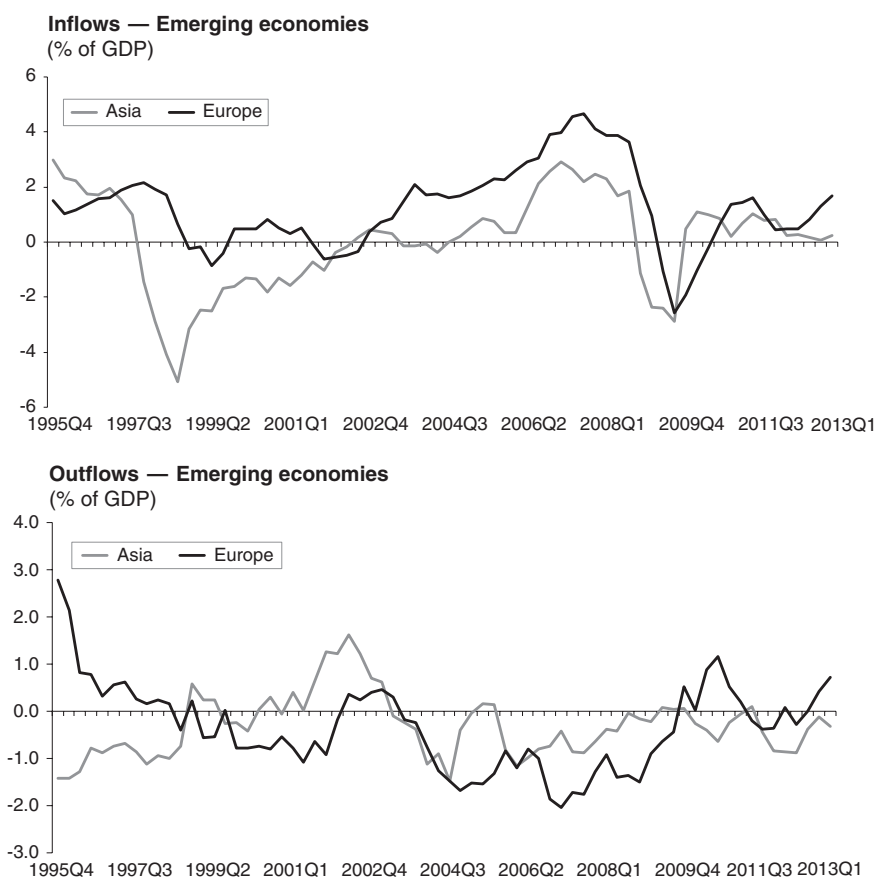 Inflows — Emerging economies
(% of GDP)
6
Asia Europe
4
2
0
-2
-4
-6
1995Q4 1997Q3 1999Q2 2001Q1 2002Q4 2004Q3 2006Q2 2008Q1 2009Q4 2011Q3 2013Q1
Outflows — Emerging economies
(% of GDP)
4.0
Asia Europe
3.0
2.0
1.0
0.0
-1.0
-2.0
-3.0
1995Q4 1997Q3 1999Q2 2001Q1 2002Q4 2004Q3 2006Q2 2008Q1 2009Q4 2011Q3 2013Q1